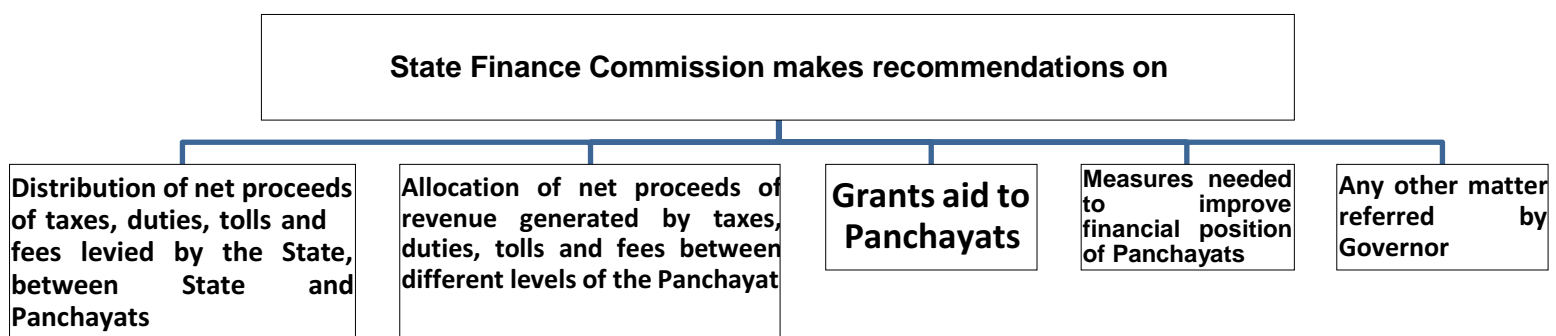 State Finance Commission makes recommendations on
Distribution of net proceeds
of taxes, duties, tolls and
fees levied by the State,
between State and
Panchayats
Allocation of net proceeds of
revenue generated by taxes,
duties, tolls and fees between
different levels of the Panchayat
Grants aid to
Panchayats
Measures needed
to improve
financial position
of Panchayats
Any other matter
referred by
Governor